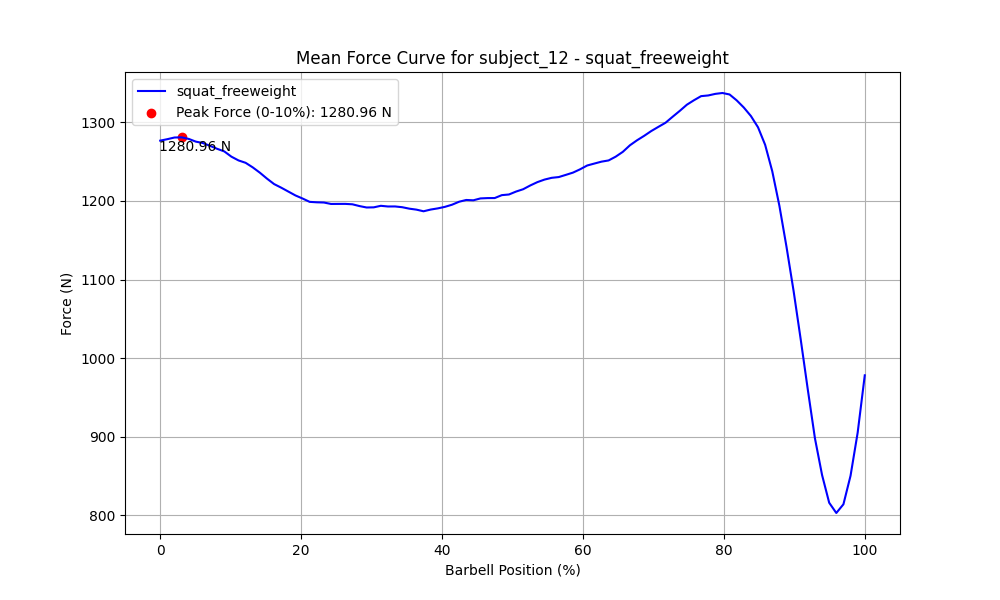 Mean Force Curve for subject_12 - squat_freeweight
squat_freeweight
Peak Force (0-10%): 1280.96 N
1280.96 N
1300
1200
1100
1000
900
800
Force (N)
0 20 40 60 80 100
Barbell Position (%)